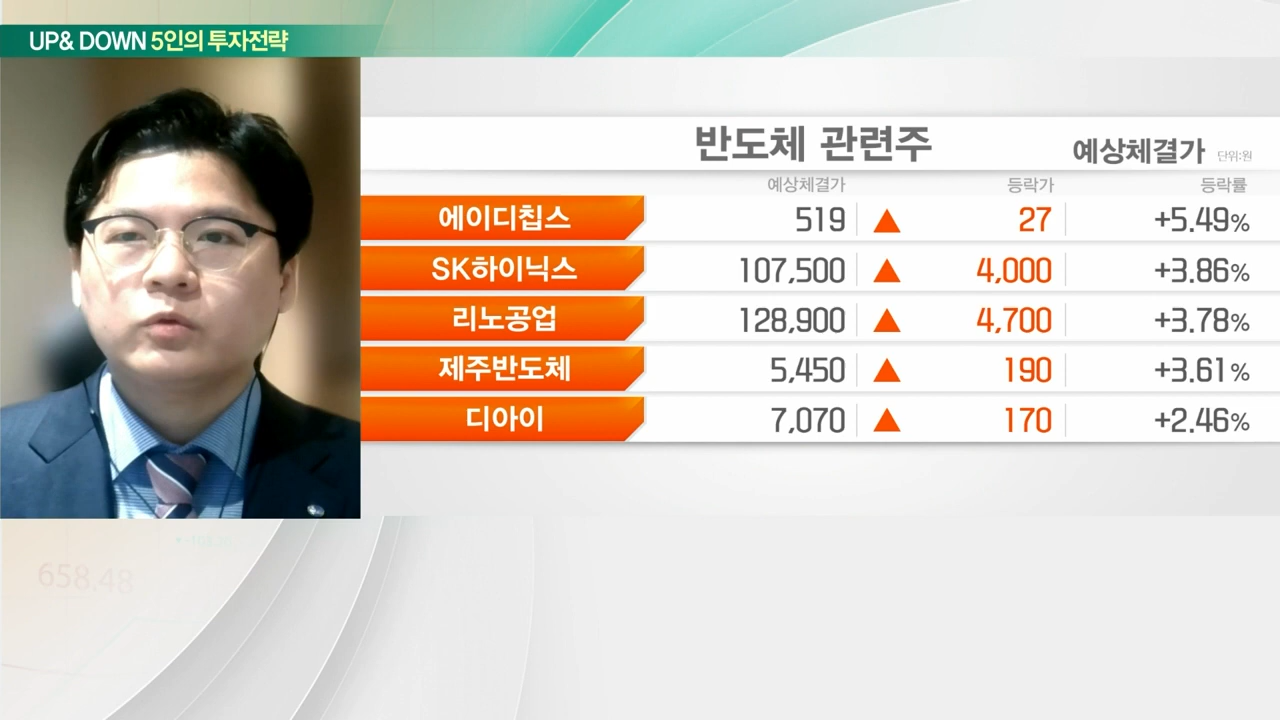 UP& DOWN 5인의 투자전략
반도체 관련주 예상체결가 단위:원
예상체결가 등락가 등락률
에이디칩스 519 ▲ 27 +5.49%
SK하이닉스 107,500 ▲ 4,000 +3.86%
리노공업 128,900 ▲ 4,700 +3.78%
제주반도체 5,450 ▲ 190 +3.61%
디아이 7,070 ▲ 170 +2.46%
658.48